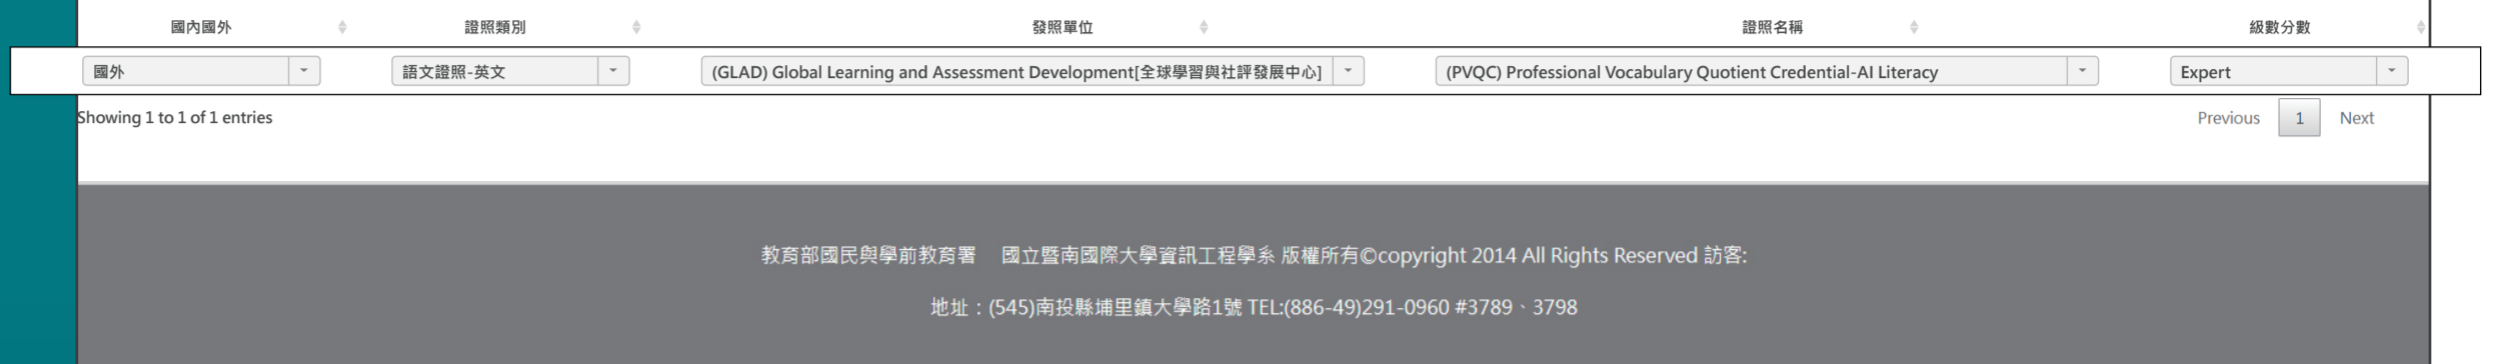 國內國外 證照類別 發照單位 證照名稱 級數分數
國外 語文證照-英文 (GLAD) Global Learning and Assessment Development[全球學習與社評發展中心] (PVQC) Professional Vocabulary Quotient Credential-AI Literacy Expert
Showing 1 to 1 of 1 entries Previous 1 Next
教育部國民與學前教育署 國立暨南國際大學資訊工程學系 版權所有©copyright 2014 All Rights Reserved 訪客:
地址：(545)南投縣埔里鎮大學路1號 TEL:(886-49)291-0960 #3789、3798